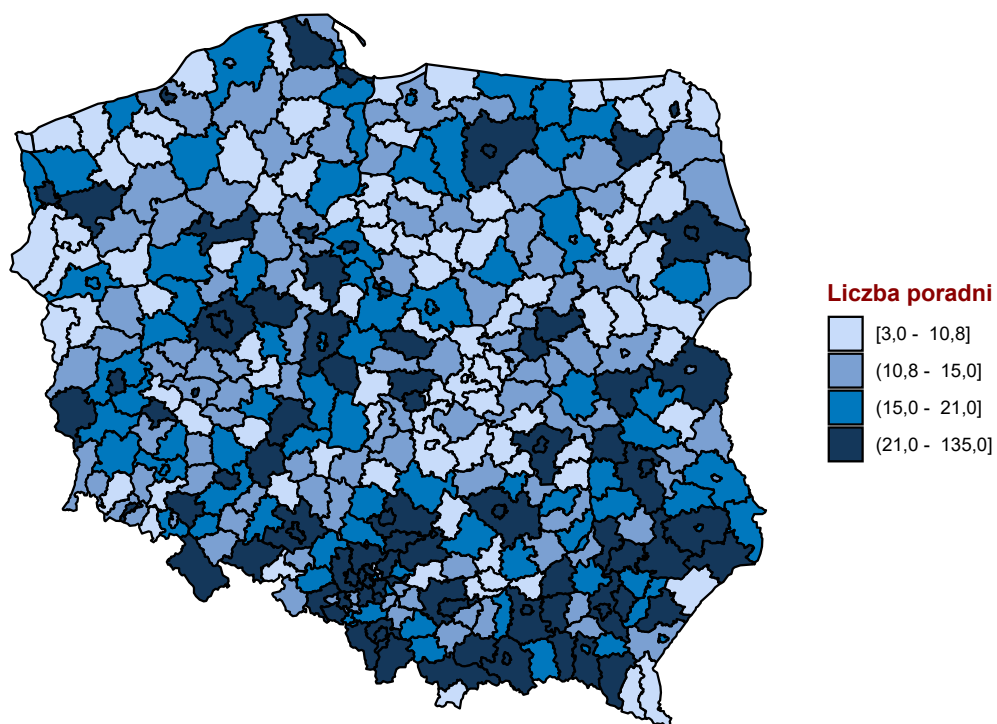 Liczba poradni
[3,0 - 10,8]
(10,8 - 15,0]
(15,0 - 21,0]
(21,0 - 135,0]